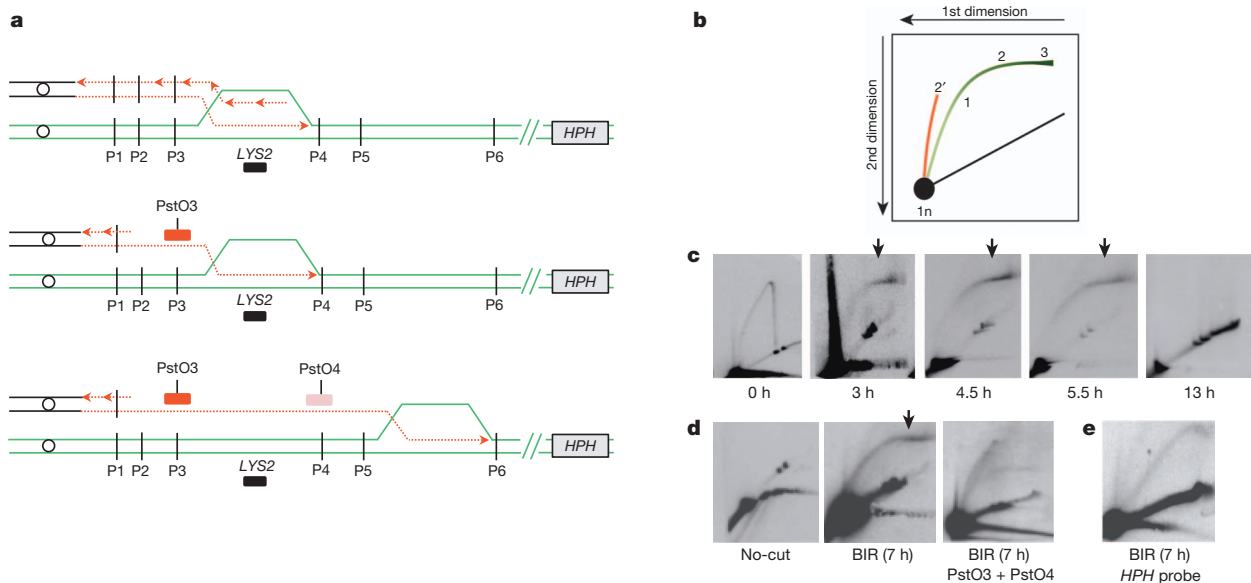 a
P1 P2 P3 LYS2 P4 P5 P6 HPH
PstO3
P1 P2 P3 LYS2 P4 P5 P6 HPH
PstO3 PstO4
P1 P2 P3 LYS2 P4 P5 P6 HPH
b
1st dimension
2nd dimension
2 3
2′ 1
1n
c
0 h 3 h 4.5 h 5.5 h 13 h
d e
No-cut BIR (7 h) BIR (7 h) BIR (7 h)
PstO3 + PstO4 HPH probe